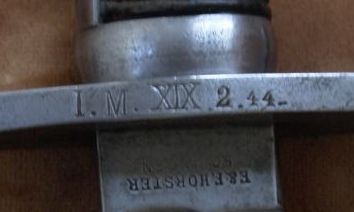 I. M. XIX 2.44.
E&F HORSTER